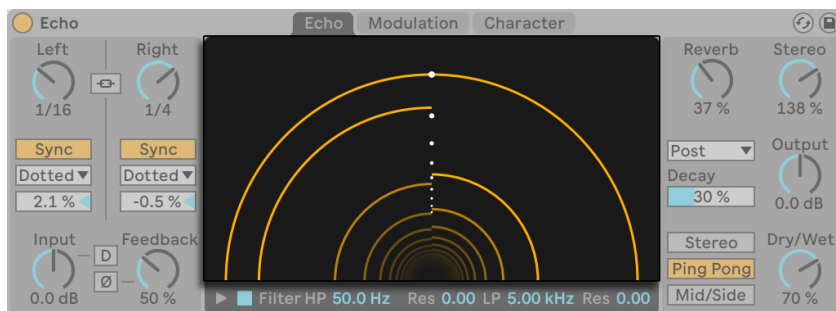 Echo
Echo Modulation Character
Left Right
1/16 1/4
Sync Sync
Dotted Dotted
2.1 % -0.5 %
Input D Feedback
Ø
0.0 dB 50 %
Filter HP 50.0 Hz Res 0.00 LP 5.00 kHz Res 0.00
Reverb Stereo
37 % 138 %
Post Output
Decay
30 % 0.0 dB
Stereo Dry/Wet
Ping Pong
Mid/Side 70 %